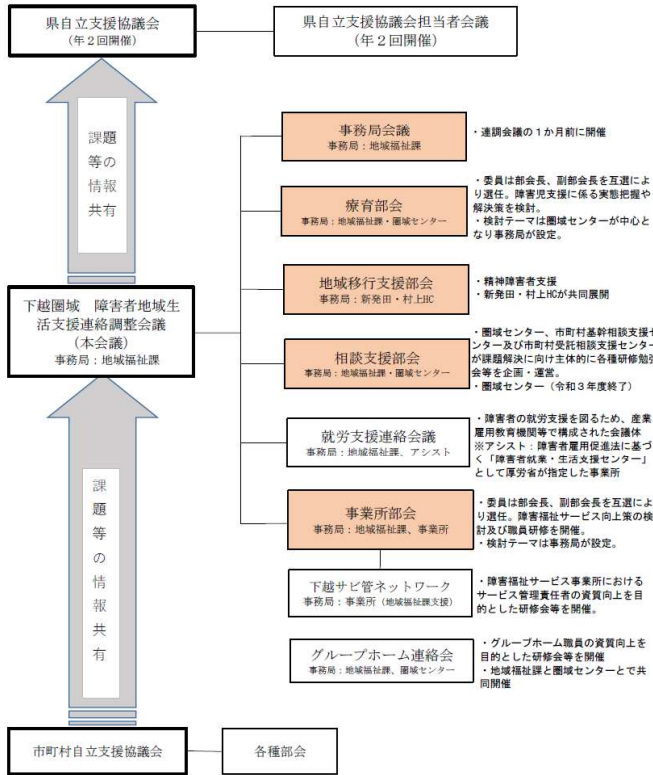 県自立支援協議会
（年２回開催）
県自立支援協議会担当者会議
（年２回開催）
課題
等の
情報
共有
事務局会議
事務局：地域福祉課
・連調会議の１か月前に開催
療育部会
事務局：地域福祉課・圏域センター
・委員は部会長、副部会長を互選によ
り選任。障害児支援に係る実態把握や
解決策を検討。
・検討テーマは圏域センターが中心と
なり事務局が設定。
地域移行支援部会
事務局：新発田・村上HC
・精神障害者支援
・新発田・村上HCが共同展開
下越圏域　障害者地域生
活支援連絡調整会議
（本会議）
事務局：地域福祉課
相談支援部会
事務局：地域福祉課・圏域センター
・圏域センター、市町村基幹相談支援セ
ンター及び市町村受託相談支援センター
が課題解決に向け主体的に各種研修勉強
会等を企画・運営。
・圏域センター（令和３年度終了）
就労支援連絡会議
事務局：地域福祉課、アシスト
・障害者の就労支援を図るため、産業
雇用教育機関等で構成された会議体
※アシスト：障害者雇用促進法に基づ
く「障害者就業・生活支援センター」
として厚労省が指定した事業所
事業所部会
事務局：地域福祉課、事業所
・委員は部会長、副部会長を互選によ
り選任。障害福祉サービス向上策の検
討及び職員研修を開催。
・検討テーマは事務局が設定。
課
題
等
の
情
報
共
有
下越サビ管ネットワーク
事務局：事業所（地域福祉課支援）
・障害福祉サービス事業所における
サービス管理責任者の資質向上を目
的とした研修会等を開催。
グループホーム連絡会
事務局：地域福祉課、圏域センター
・グループホーム職員の資質向上を
目的とした研修会等を開催
・地域福祉課と圏域センターとで共
同開催
市町村自立支援協議会
各種部会